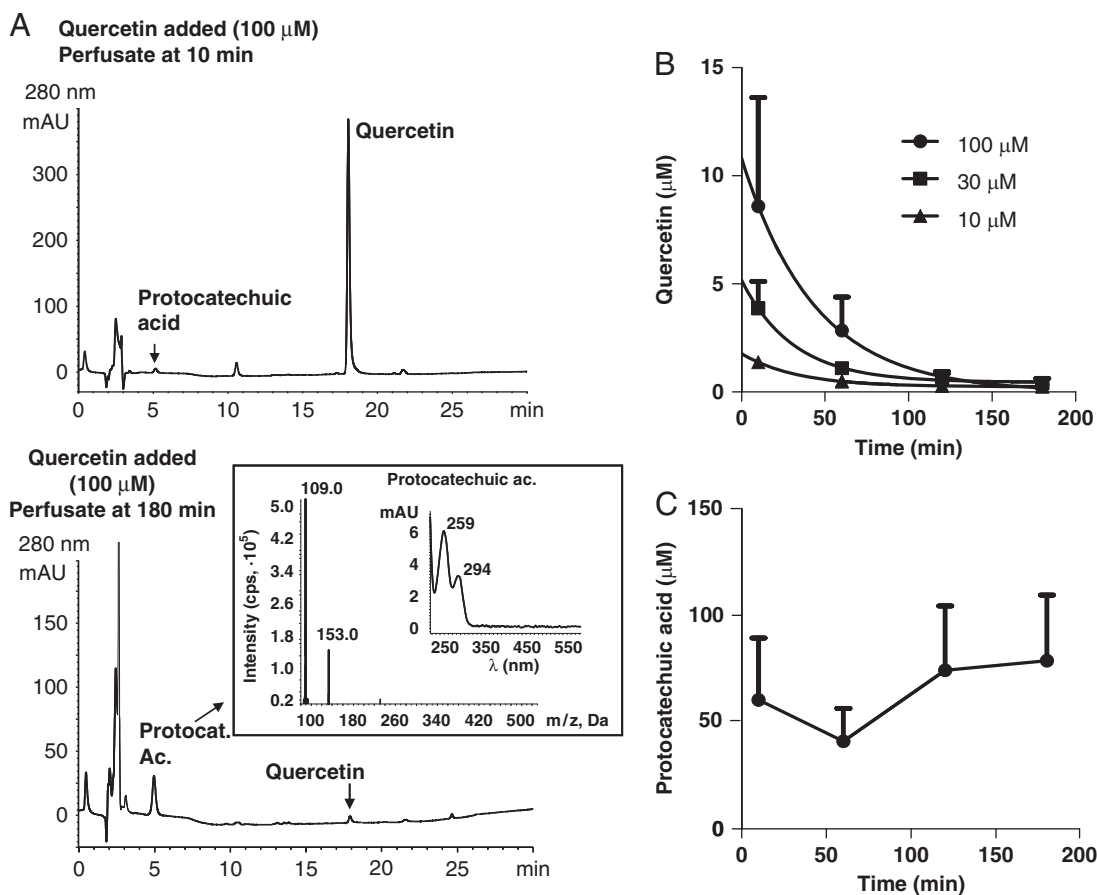 A
Quercetin added (100 μM)
Perfusate at 10 min
280 nm
mAU
300
200
100
0
Quercetin
Protocatechuic
acid
0 5 10 15 20 25 min
Quercetin added
(100 μM)
Perfusate at 180 min
280 nm
mAU
150
100
50
0
Protocat.
Ac.
Quercetin
0 5 10 15 20 25 min
Protocatechuic ac.
Intensity (cps, ·10⁵)
5.0
4.2
3.6
2.6
1.8
1.0
0.2
109.0
153.0
100 180 260 340 420 500 m/z, Da
mAU
6
4
2
0
259
294
250 350 450 550
λ (nm)
B
Quercetin (μM)
15
10
5
0
100 μM
30 μM
10 μM
0 50 100 150 200
Time (min)
C
Protocatechuic acid (μM)
150
100
50
0
0 50 100 150 200
Time (min)